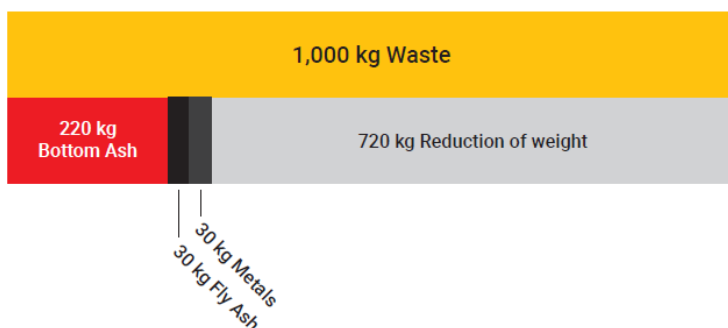 1,000 kg Waste
220 kg
Bottom Ash
720 kg Reduction of weight
30 kg Fly Ash
30 kg Metals